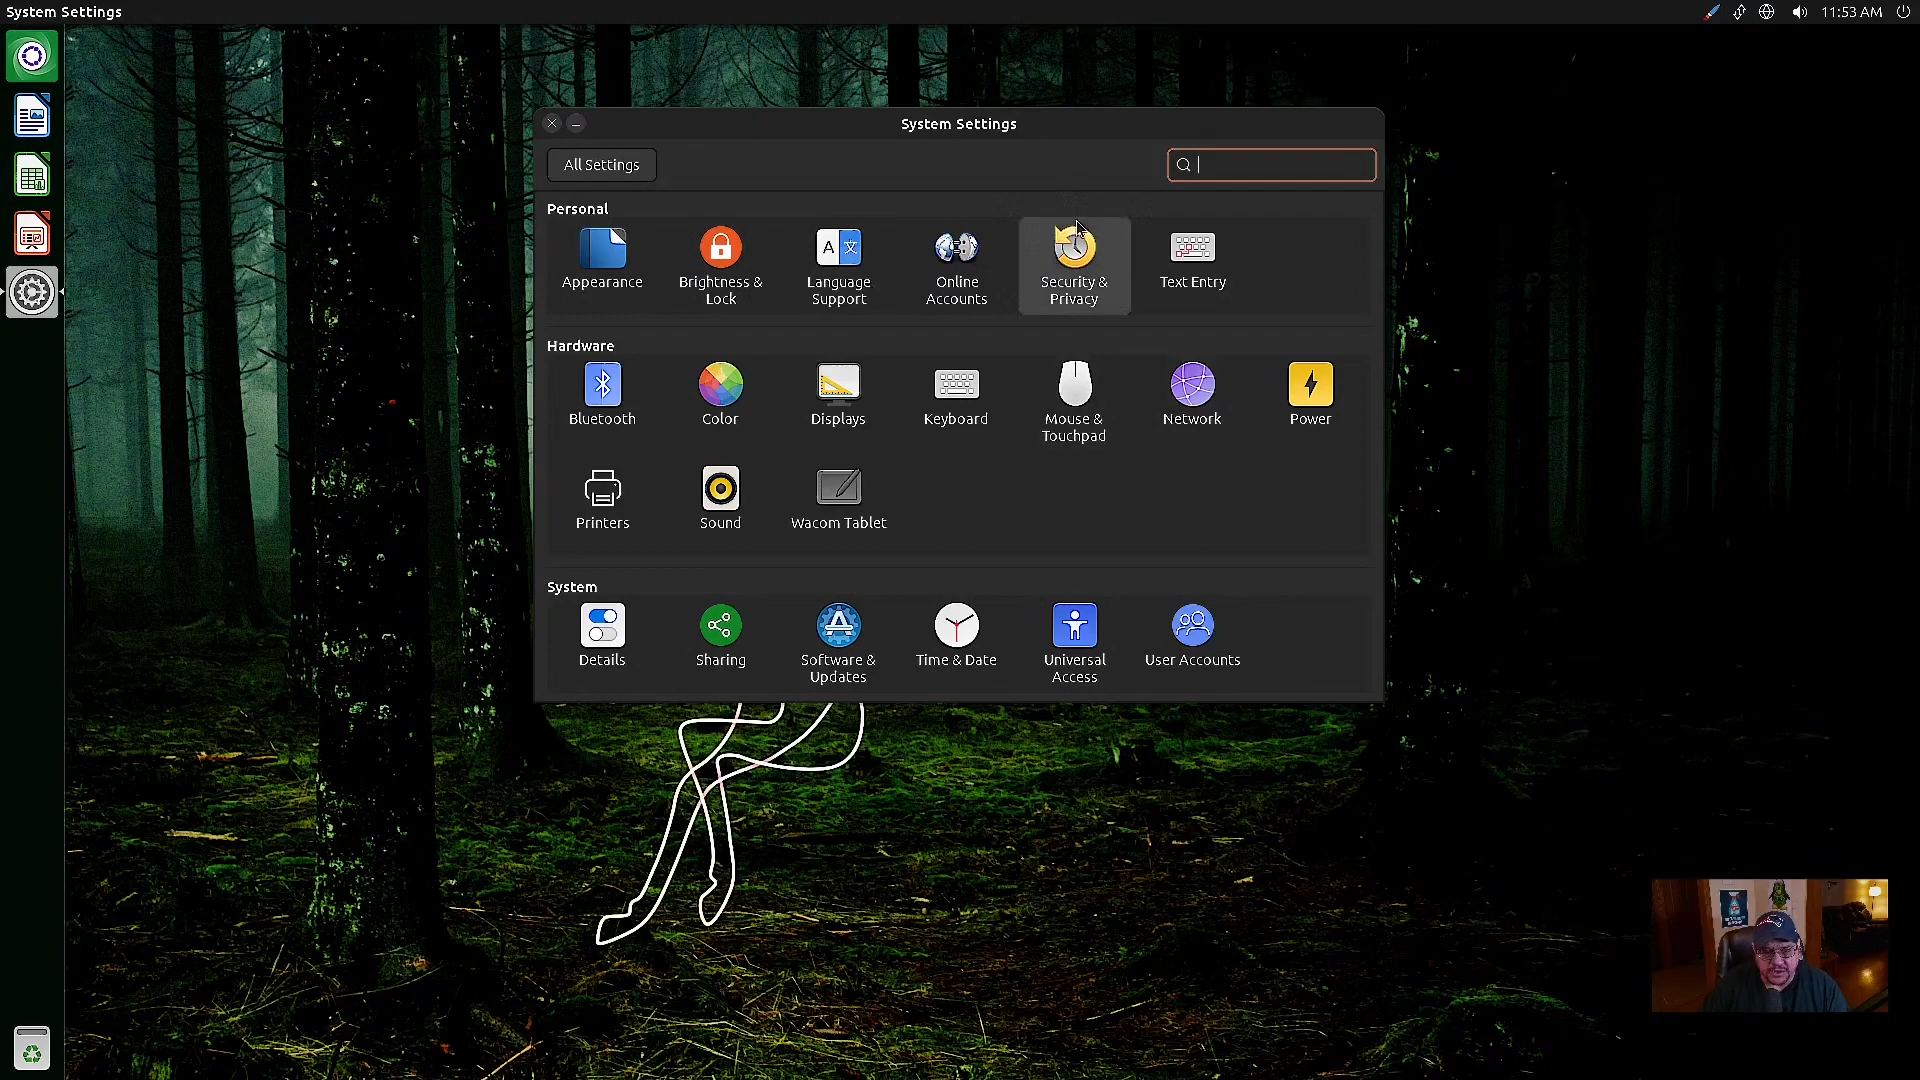 System Settings
11:53 AM
System Settings
All Settings
Personal
Appearance
Brightness &
Lock
Language
Support
Online
Accounts
Security &
Privacy
Text Entry
Hardware
Bluetooth
Color
Displays
Keyboard
Mouse &
Touchpad
Network
Power
Printers
Sound
Wacom Tablet
System
Details
Sharing
Software &
Updates
Time & Date
Universal
Access
User Accounts